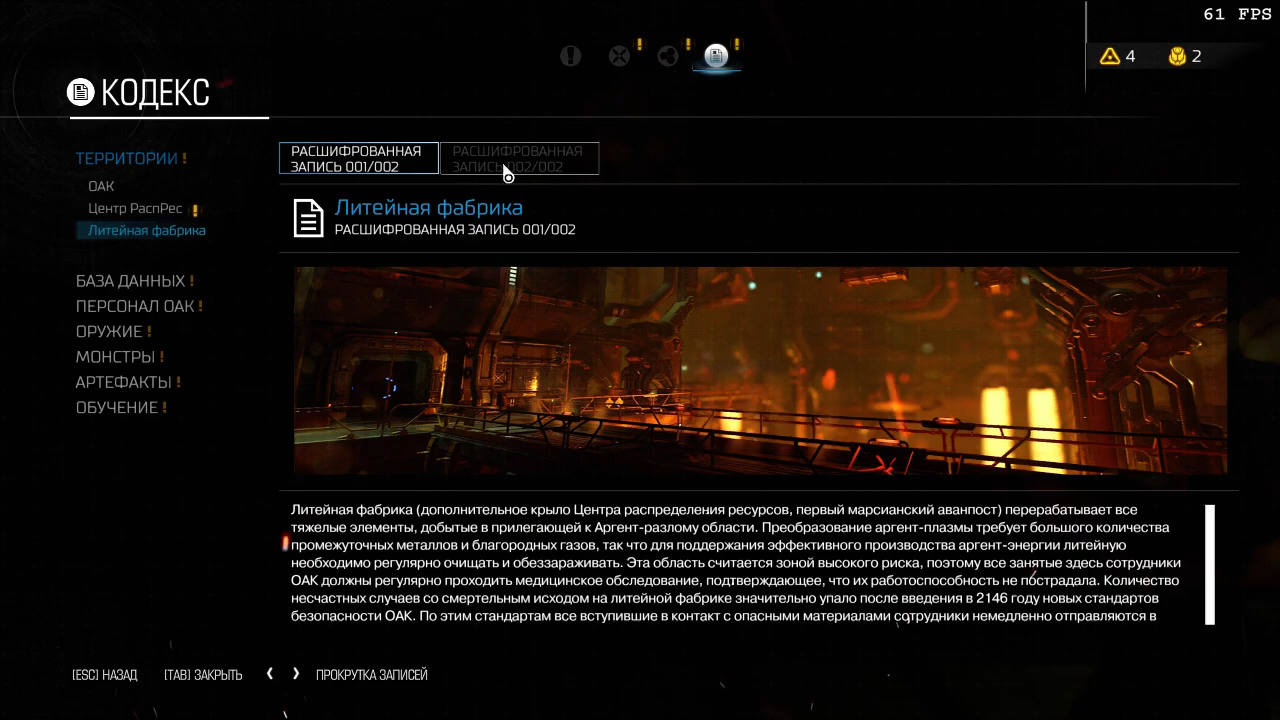 61 FPS
4
2
КОДЕКС
ТЕРРИТОРИИ !
ОАК
Центр РаспРес !
Литейная фабрика
БАЗА ДАННЫХ !
ПЕРСОНАЛ ОАК !
ОРУЖИЕ !
МОНСТРЫ !
АРТЕФАКТЫ !
ОБУЧЕНИЕ !
РАСШИФРОВАННАЯ
ЗАПИСЬ 001/002
РАСШИФРОВАННАЯ
ЗАПИСЬ 002/002
Литейная фабрика
РАСШИФРОВАННАЯ ЗАПИСЬ 001/002
Литейная фабрика (дополнительное крыло Центра распределения ресурсов, первый марсианский аванпост) перерабатывает все
тяжелые элементы, добытые в прилегающей к Аргент-разлому области. Преобразование аргент-плазмы требует большого количества
промежуточных металлов и благородных газов, так что для поддержания эффективного производства аргент-энергии литейную
необходимо регулярно очищать и обеззараживать. Эта область считается зоной высокого риска, поэтому все занятые здесь сотрудники
ОАК должны регулярно проходить медицинское обследование, подтверждающее, что их работоспособность не пострадала. Количество
несчастных случаев со смертельным исходом на литейной фабрике значительно упало после введения в 2146 году новых стандартов
безопасности ОАК. По этим стандартам все вступившие в контакт с опасными материалами сотрудники немедленно отправляются в
[ESC] НАЗАД
[TAB] ЗАКРЫТЬ
ПРОКРУТКА ЗАПИСЕЙ